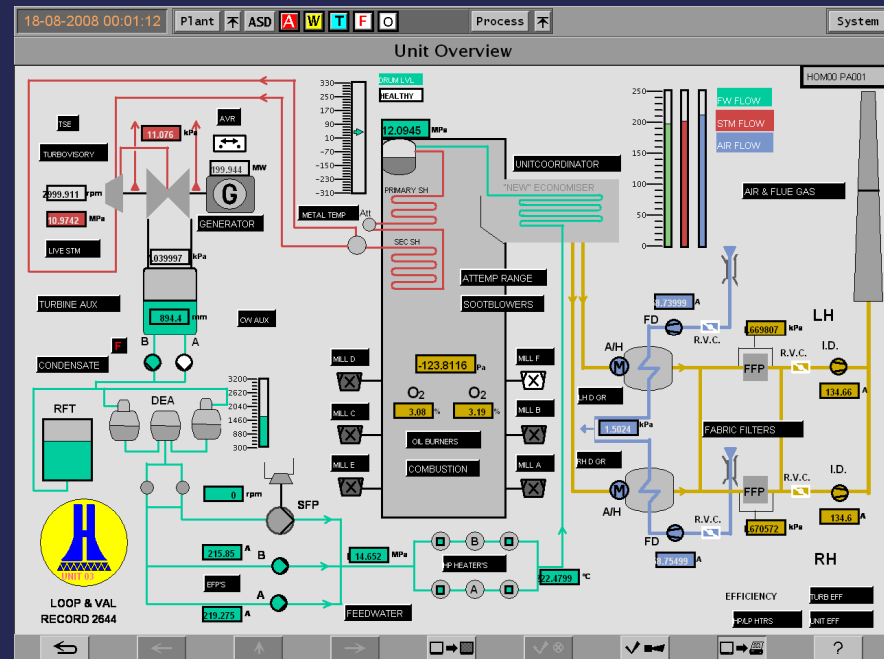 18-08-2008 00:01:12 Plant ASD A W T F O Process System
Unit Overview
HOM00 PA001
DRUM LVL
HEALTHY
330
250
170
90
10
-70
-150
-230
-310
12.0945 MPa
250
200
150
100
50
0
FW FLOW
STM FLOW
AIR FLOW
TSE
AVR
11.076 kPa
TURBOVISORY
199.944 MW
2999.911 rpm
G
10.9742 MPa
GENERATOR
LIVE STM
METAL TEMP
Att
PRIMARY SH
SEC SH
UNITCOORDINATOR
"NEW" ECONOMISER
AIR & FLUE GAS
.039997 kPa
ATTEMP RANGE
SOOTBLOWERS
TURBINE AUX
894.4 mm
CW AUX
B A
F
CONDENSATE
3200
2620
2040
1460
880
300
RFT
DEA
MILL D
MILL F
-123.8116 Pa
O2 O2
3.08 % 3.19 %
MILL C
MILL B
OIL BURNERS
COMBUSTION
MILL E
MILL A
.73999 A
FD
R.V.C.
.669807 kPa
LH
A/H
M
FFP
R.V.C.
I.D.
134.66 A
LH D GR
1.5024 kPa
FABRIC FILTERS
RH D GR
M
A/H
FFP
R.V.C.
I.D.
134.6 A
FD
R.V.C.
.670572 kPa
.75499 A
RH
0 rpm
SFP
215.85 A
B
14.652 MPa
B
HP HEATER'S
A
22.4799 °C
EFP'S
A
219.275 A
FEEDWATER
UNIT 03
LOOP & VAL
RECORD 2644
EFFICIENCY
TURB EFF
HP/LP HTRS
UNIT EFF
?